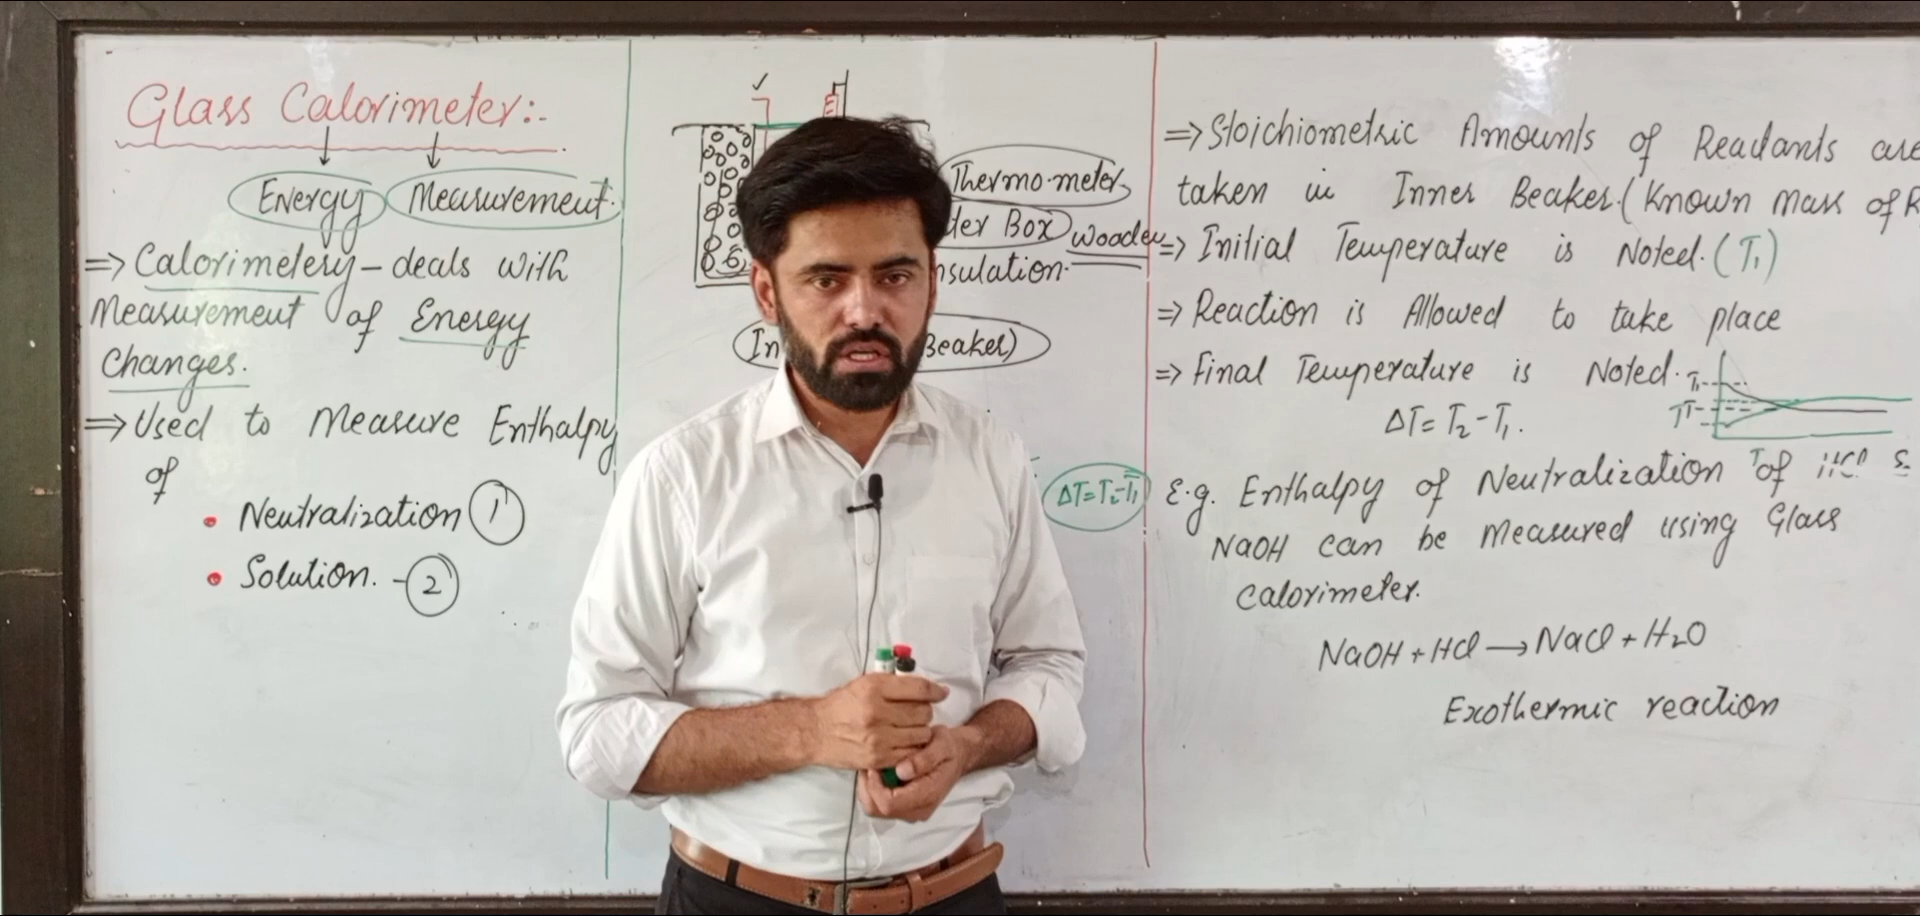 Glass Calorimeter:-
Energy Measurement.
⇒ Calorimetery - deals with
Measurement of Energy
Changes.
⇒ Used to Measure Enthalpy
of
• Neutralization 1
• Solution. - 2
Thermo-meter
Box wooden
nsulation.
In Beaker)
ΔT = T₂ - T₁
⇒ Stoichiometric Amounts of Reactants are
taken in Inner Beaker. (Known Mass of R
⇒ Initial Temperature is Noted. (T₁)
⇒ Reaction is Allowed to take place
⇒ Final Temperature is Noted.
ΔT = T₂ - T₁.
E.g. Enthalpy of Neutralization of
NaOH can be Measured using Glass
Calorimeter.
NaOH + HCl → NaCl + H₂O
Exothermic reaction